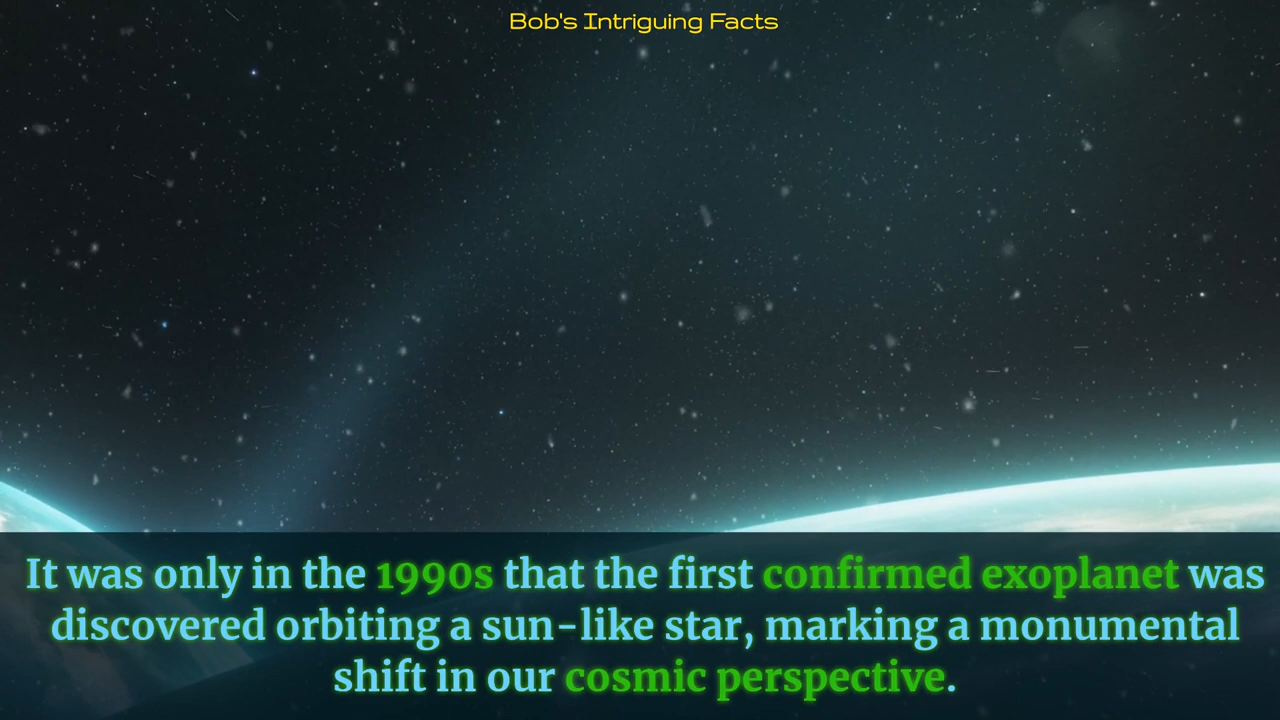 Bob's Intriguing Facts
It was only in the 1990s that the first confirmed exoplanet was
discovered orbiting a sun-like star, marking a monumental
shift in our cosmic perspective.